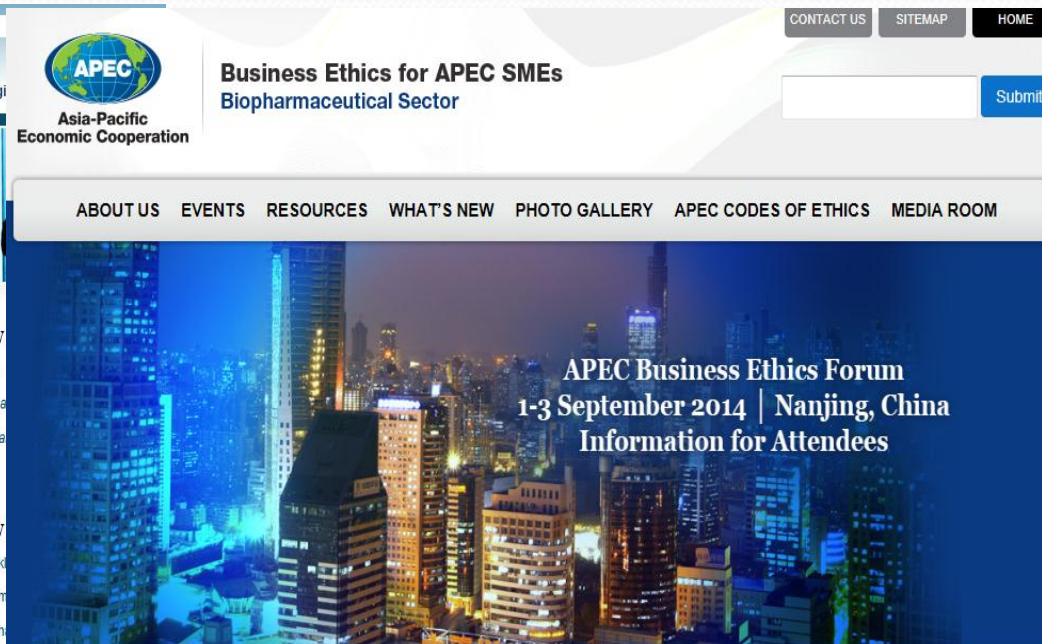 CONTACT US SITEMAP HOME
APEC
Asia-Pacific
Economic Cooperation
Business Ethics for APEC SMEs
Biopharmaceutical Sector
Submit
ABOUT US EVENTS RESOURCES WHAT'S NEW PHOTO GALLERY APEC CODES OF ETHICS MEDIA ROOM
APEC Business Ethics Forum
1-3 September 2014 | Nanjing, China
Information for Attendees